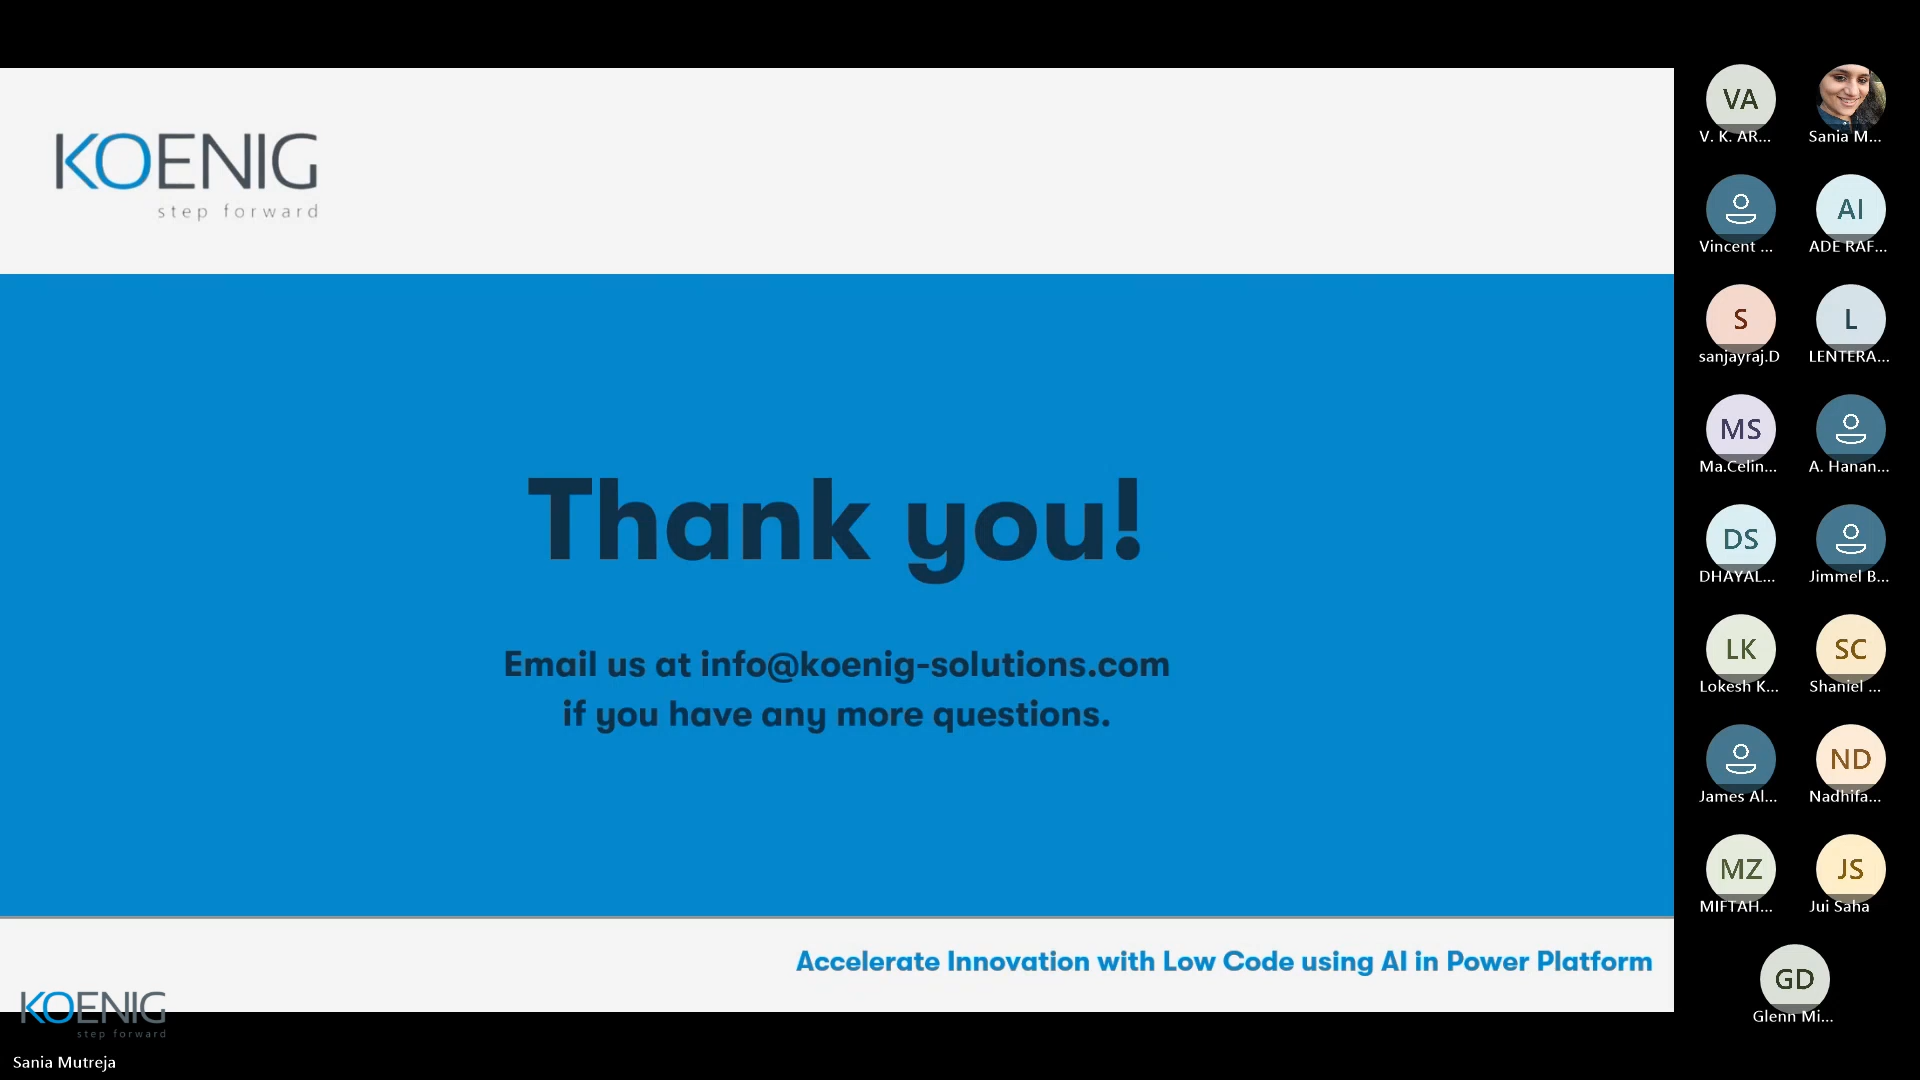 KOENIG
step forward
Thank you!
Email us at info@koenig-solutions.com
if you have any more questions.
Accelerate Innovation with Low Code using AI in Power Platform
KOENIG
step forward
Sania Mutreja
VA
V. K. AR...
Sania M...
Vincent ...
AI
ADE RAF...
S
sanjayraj.D
L
LENTERA...
MS
Ma.Celin...
A. Hanan...
DS
DHAYAL...
Jimmel B...
LK
Lokesh K...
SC
Shaniel ...
James Al...
ND
Nadhifa...
MZ
MIFTAH...
JS
Jui Saha
GD
Glenn Mi...